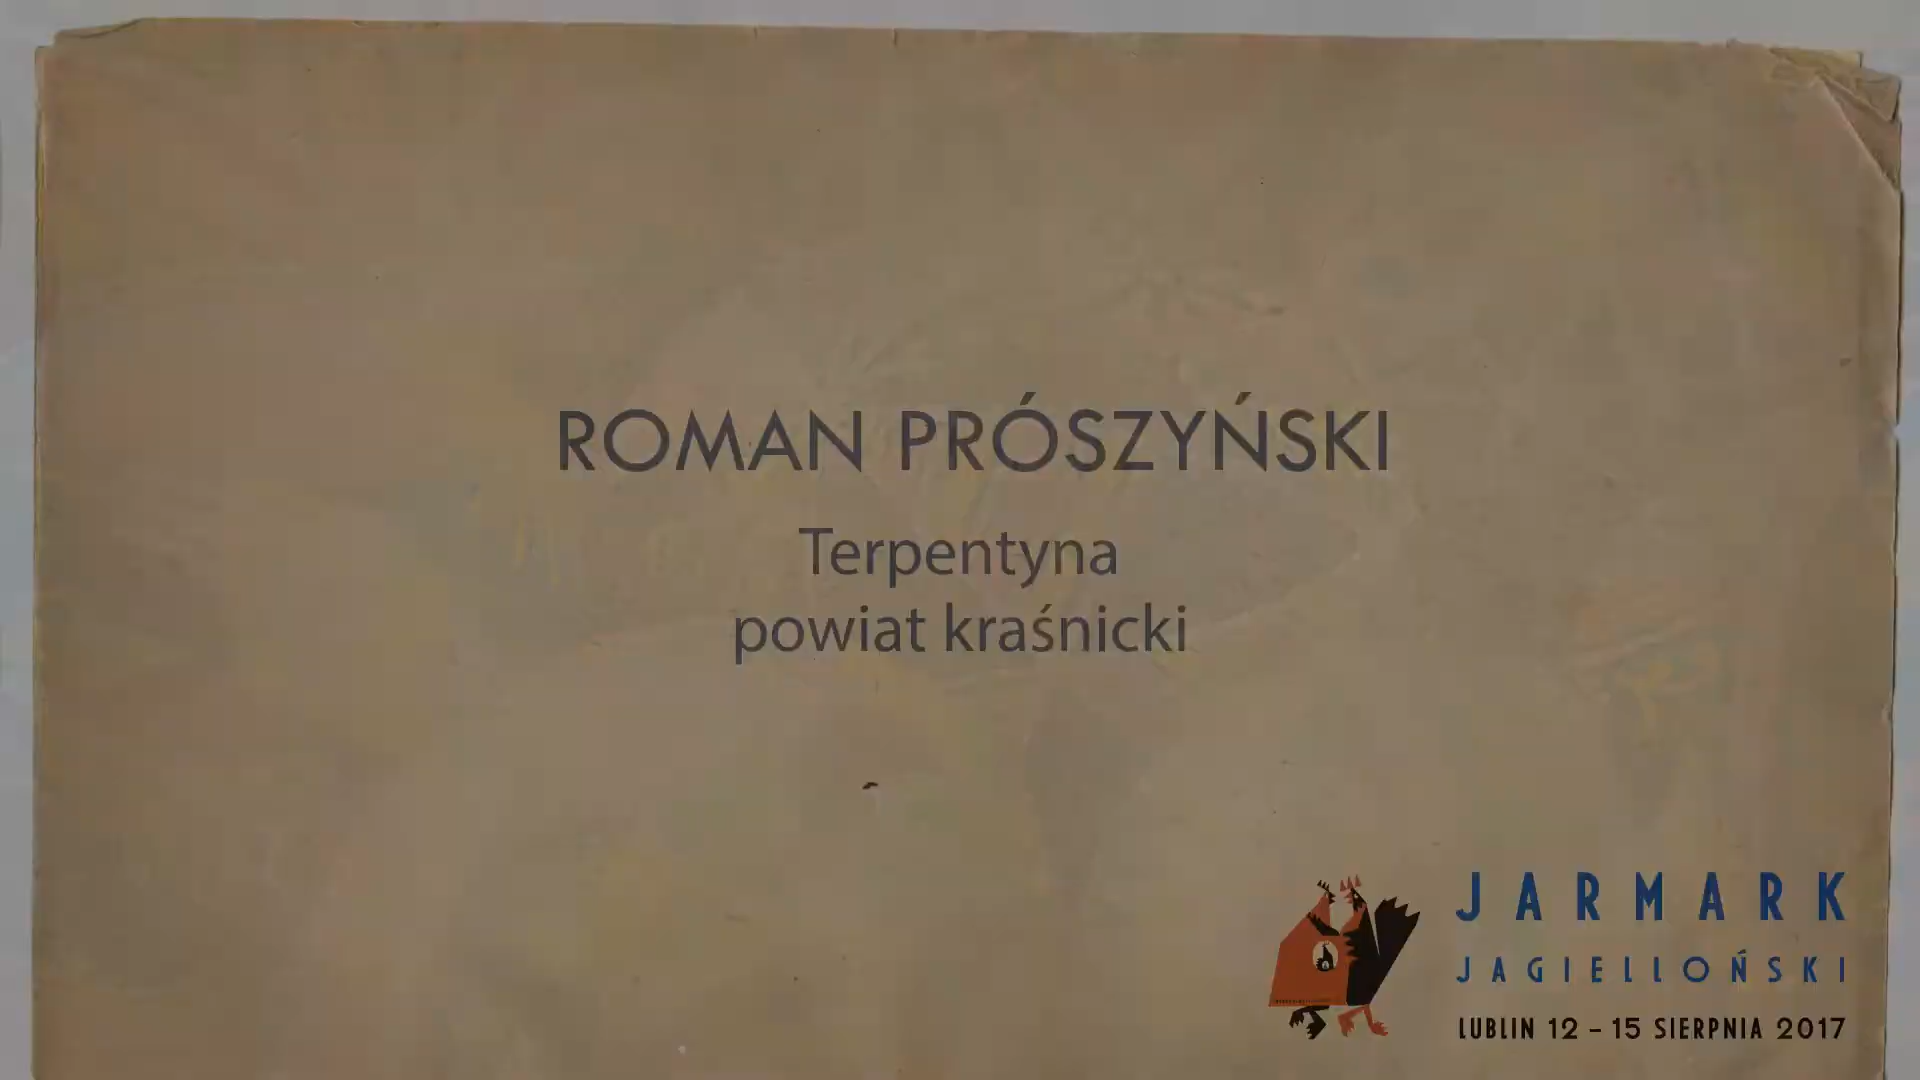 ROMAN PRÓSZYŃSKI
Terpentyna
powiat kraśnicki
JARMARK
JAGIELLOŃSKI
LUBLIN 12 – 15 SIERPNIA 2017